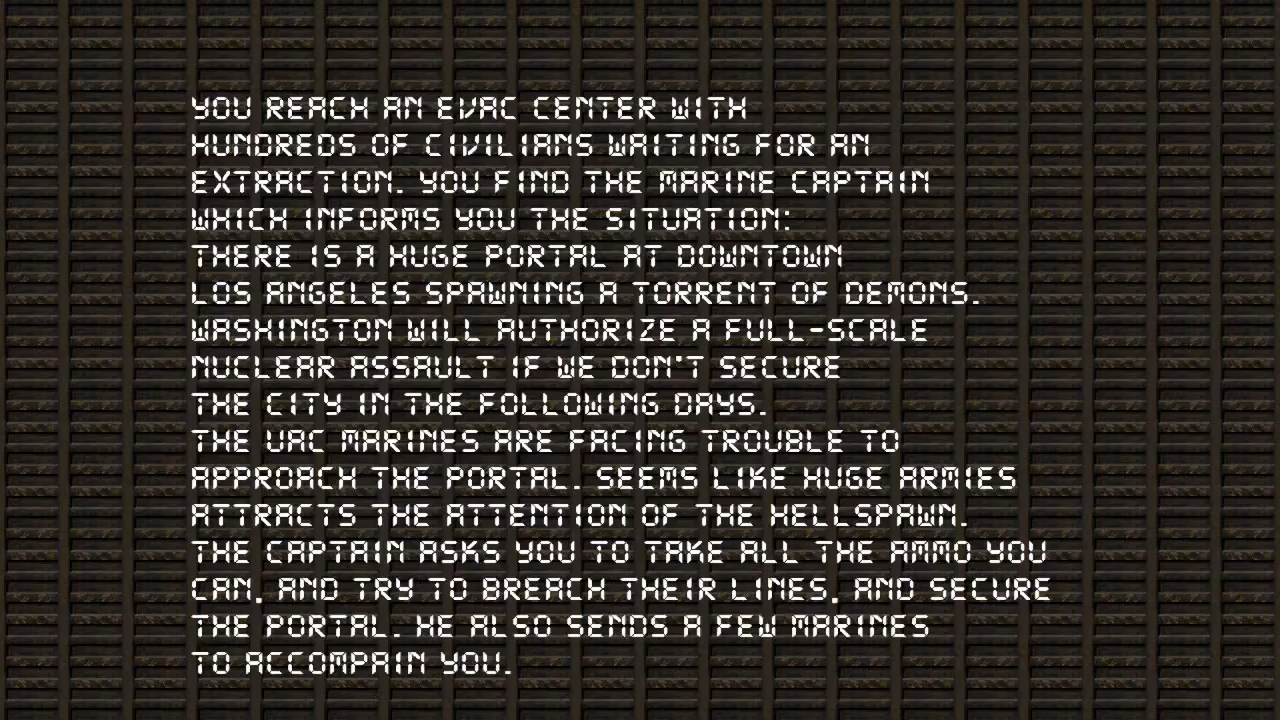 YOU REACH AN EVAC CENTER WITH
HUNDREDS OF CIVILIANS WAITING FOR AN
EXTRACTION. YOU FIND THE MARINE CAPTAIN
WHICH INFORMS YOU THE SITUATION:
THERE IS A HUGE PORTAL AT DOWNTOWN
LOS ANGELES SPAWNING A TORRENT OF DEMONS.
WASHINGTON WILL AUTHORIZE A FULL-SCALE
NUCLEAR ASSAULT IF WE DON'T SECURE
THE CITY IN THE FOLLOWING DAYS.
THE UAC MARINES ARE FACING TROUBLE TO
APPROACH THE PORTAL. SEEMS LIKE HUGE ARMIES
ATTRACTS THE ATTENTION OF THE HELLSPAWN.
THE CAPTAIN ASKS YOU TO TAKE ALL THE AMMO YOU
CAN, AND TRY TO BREACH THEIR LINES, AND SECURE
THE PORTAL. HE ALSO SENDS A FEW MARINES
TO ACCOMPAIN YOU.